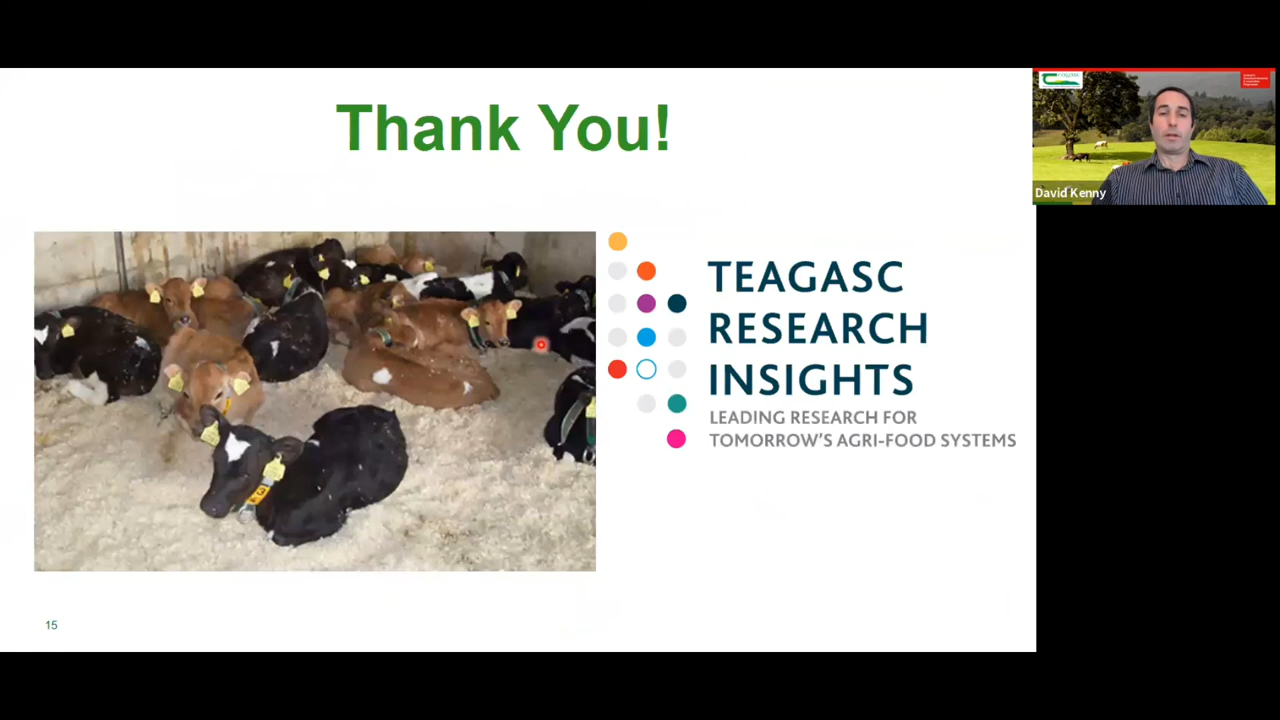 Thank You!
TEAGASC
RESEARCH
INSIGHTS
LEADING RESEARCH FOR
TOMORROW'S AGRI-FOOD SYSTEMS
15
David Kenny